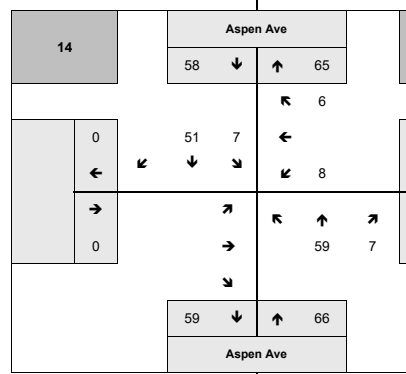 Aspen Ave
14
58 ↓ ↑ 65
↖ 6
0 51 7 ←
← ↙ ↓ ↘ ↙ 8
→ ↗ ↖ ↑ ↗
0 → 59 7
↘
59 ↓ ↑ 66
Aspen Ave